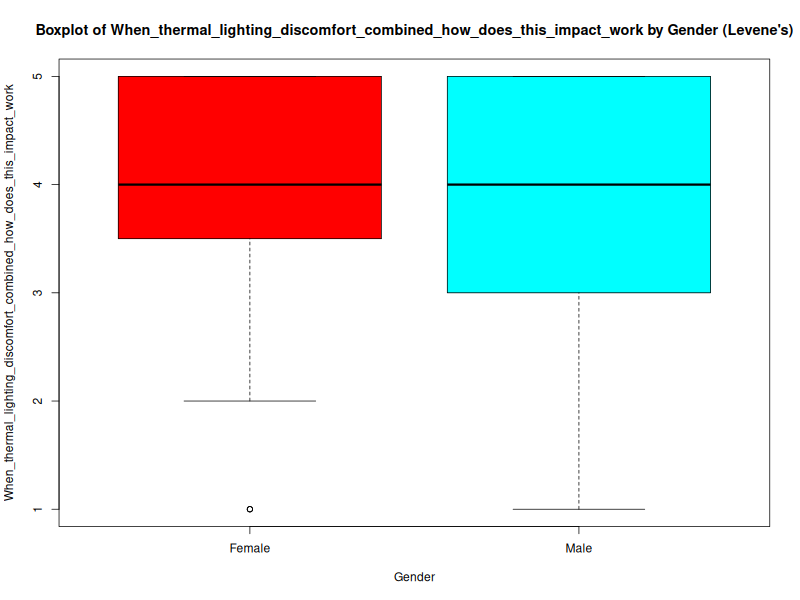 Boxplot of When_thermal_lighting_discomfort_combined_how_does_this_impact_work by Gender (Levene's)
When_thermal_lighting_discomfort_combined_how_does_this_impact_work
5
4
3
2
1
Female
Male
Gender